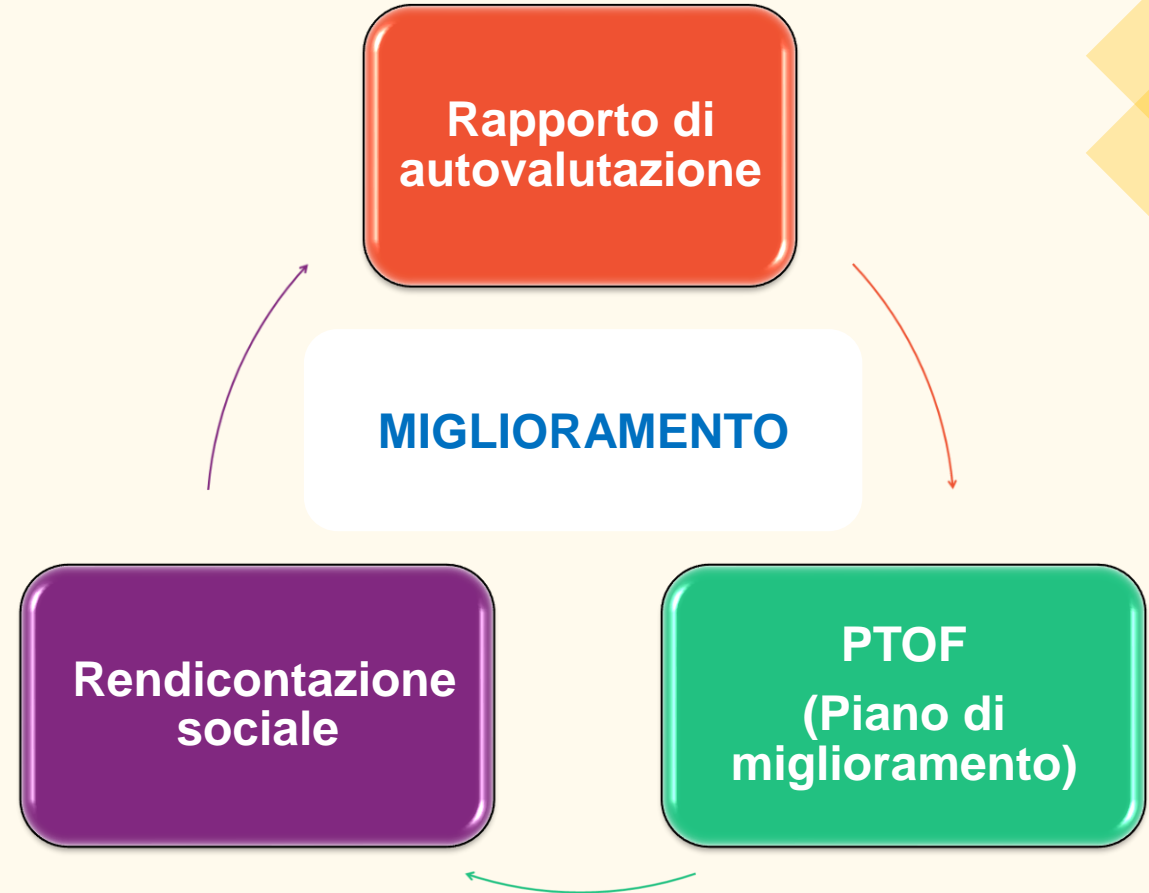 Rapporto di
autovalutazione
MIGLIORAMENTO
Rendicontazione
sociale
PTOF
(Piano di
miglioramento)